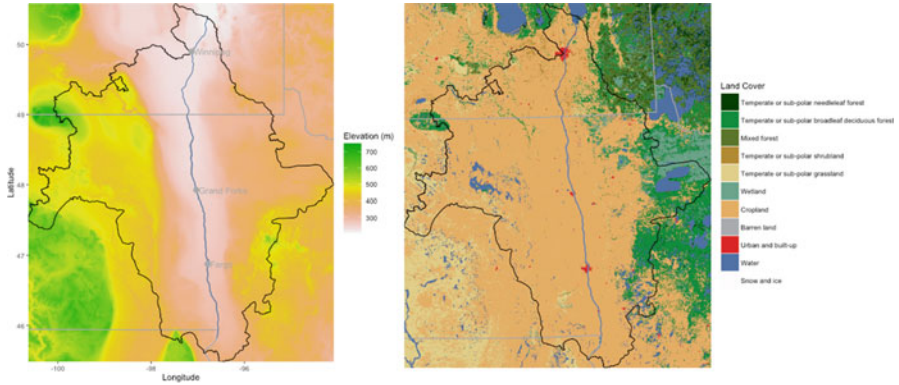 50
49
48
47
46
Latitude
-100
-98
-96
Longitude
Winnipeg
Grand Forks
Fargo
Elevation (m)
700
600
500
400
300
Land Cover
Temperate or sub-polar needleleaf forest
Temperate or sub-polar broadleaf deciduous forest
Mixed forest
Temperate or sub-polar shrubland
Temperate or sub-polar grassland
Wetland
Cropland
Barren land
Urban and built-up
Water
Snow and ice